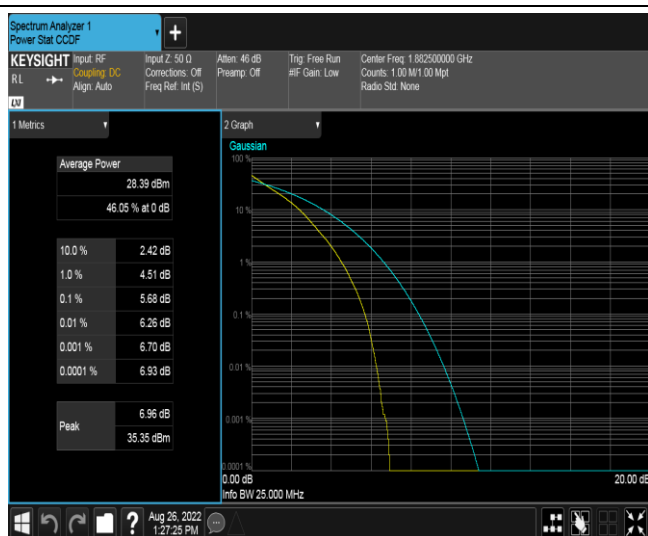 Spectrum Analyzer 1
Power Stat CCDF
+
KEYSIGHT
RL
LXI
Input: RF
Coupling: DC
Align: Auto
Input Z: 50 Ω
Corrections: Off
Freq Ref: Int (S)
Atten: 46 dB
Preamp: Off
Trig: Free Run
#IF Gain: Low
Center Freq: 1.882500000 GHz
Counts: 1.00 M/1.00 Mpt
Radio Std: None
1 Metrics
Average Power
28.39 dBm
46.05 % at 0 dB
10.0 % 2.42 dB
1.0 % 4.51 dB
0.1 % 5.68 dB
0.01 % 6.26 dB
0.001 % 6.70 dB
0.0001 % 6.93 dB
Peak
6.96 dB
35.35 dBm
2 Graph
Gaussian
100 %
10 %
1 %
0.1 %
0.01 %
0.001 %
0.0001 %
0.00 dB 20.00 dB
Info BW 25.000 MHz
?
Aug 26, 2022
1:27:25 PM